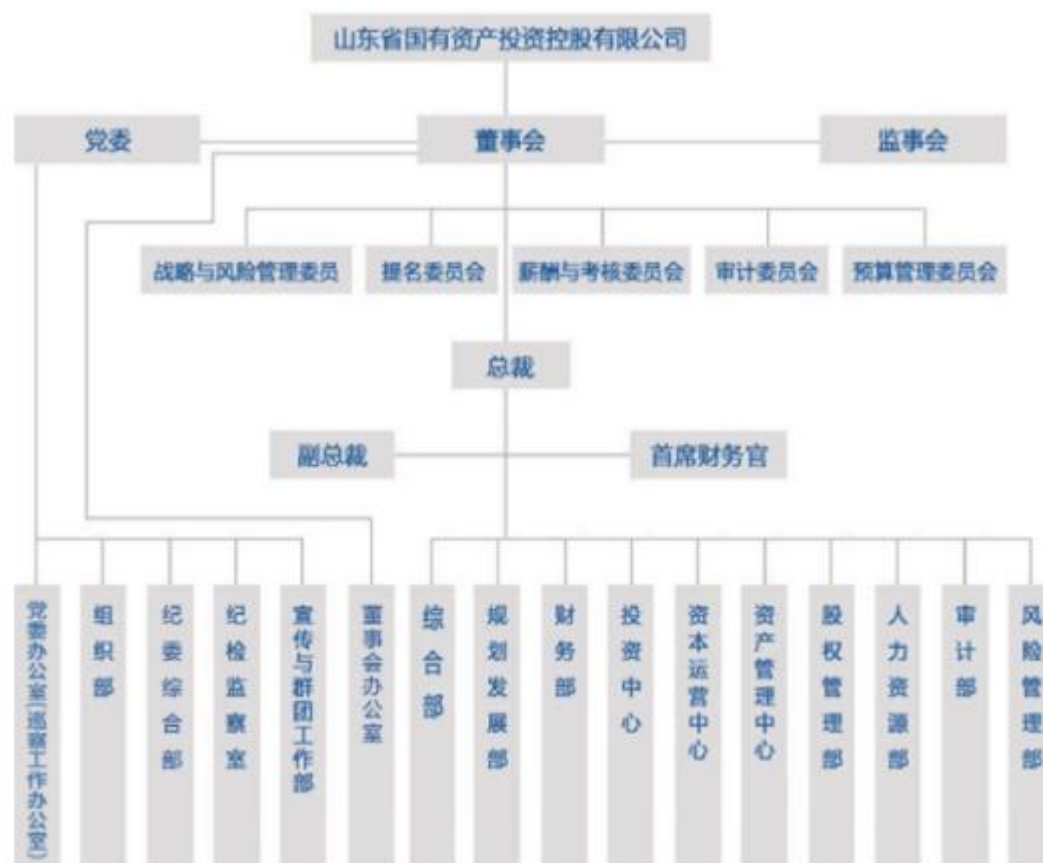 山东省国有资产投资控股有限公司
党委
董事会
监事会
战略与风险管理委员
提名委员会
薪酬与考核委员会
审计委员会
预算管理委员会
总裁
副总裁
首席财务官
党委办公室(巡察工作办公室)
组织部
纪委综合部
纪检监察室
宣传与群团工作部
董事会办公室
综合部
规划发展部
财务部
投资中心
资本运营中心
资产管理中心
股权管理部
人力资源部
审计部
风险管理部